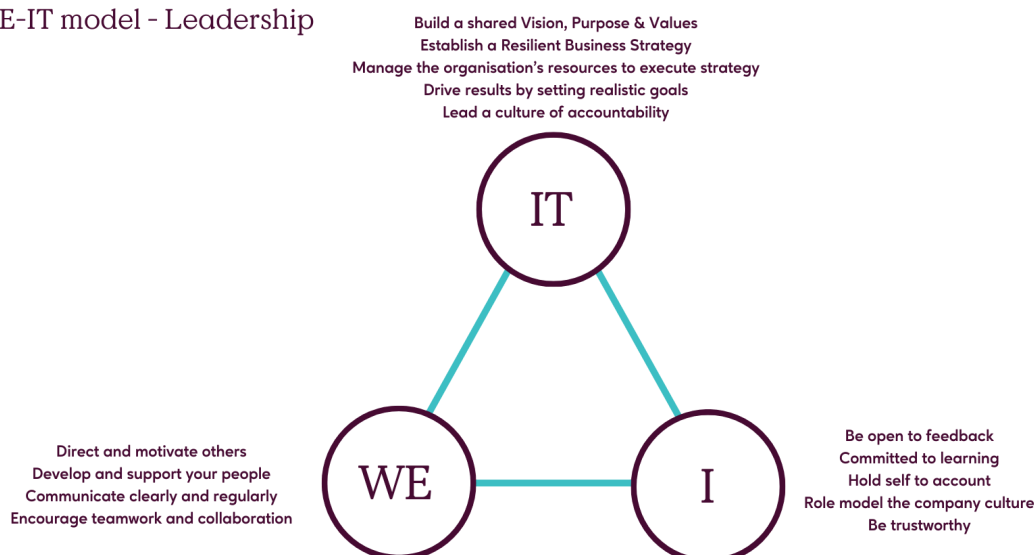 E-IT model - Leadership
Build a shared Vision, Purpose & Values
Establish a Resilient Business Strategy
Manage the organisation's resources to execute strategy
Drive results by setting realistic goals
Lead a culture of accountability
IT
WE
I
Direct and motivate others
Develop and support your people
Communicate clearly and regularly
Encourage teamwork and collaboration
Be open to feedback
Committed to learning
Hold self to account
Role model the company culture
Be trustworthy